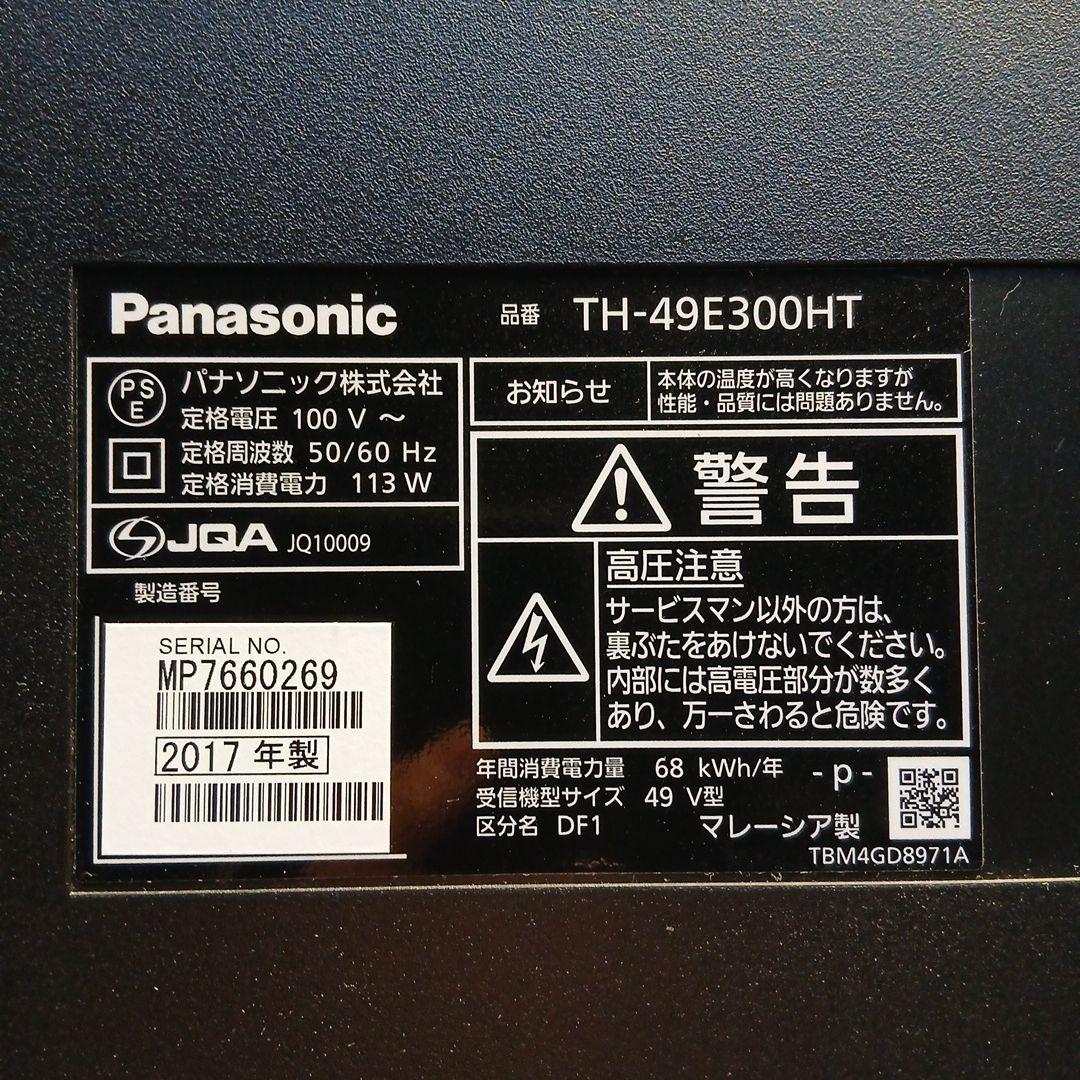 Panasonic
品番 TH-49E300HT
PS
E
パナソニック株式会社
定格電圧 100 V ～
定格周波数 50/60 Hz
定格消費電力 113 W
JQA JQ10009
製造番号
SERIAL NO.
MP7660269
2017 年製
お知らせ
本体の温度が高くなりますが
性能・品質には問題ありません。
警告
高圧注意
サービスマン以外の方は、
裏ぶたをあけないでください。
内部には高電圧部分が数多く
あり、万一さわると危険です。
年間消費電力量 68 kWh/年
受信機型サイズ 49 V型
区分名 DF1
- p -
マレーシア製
TBM4GD8971A